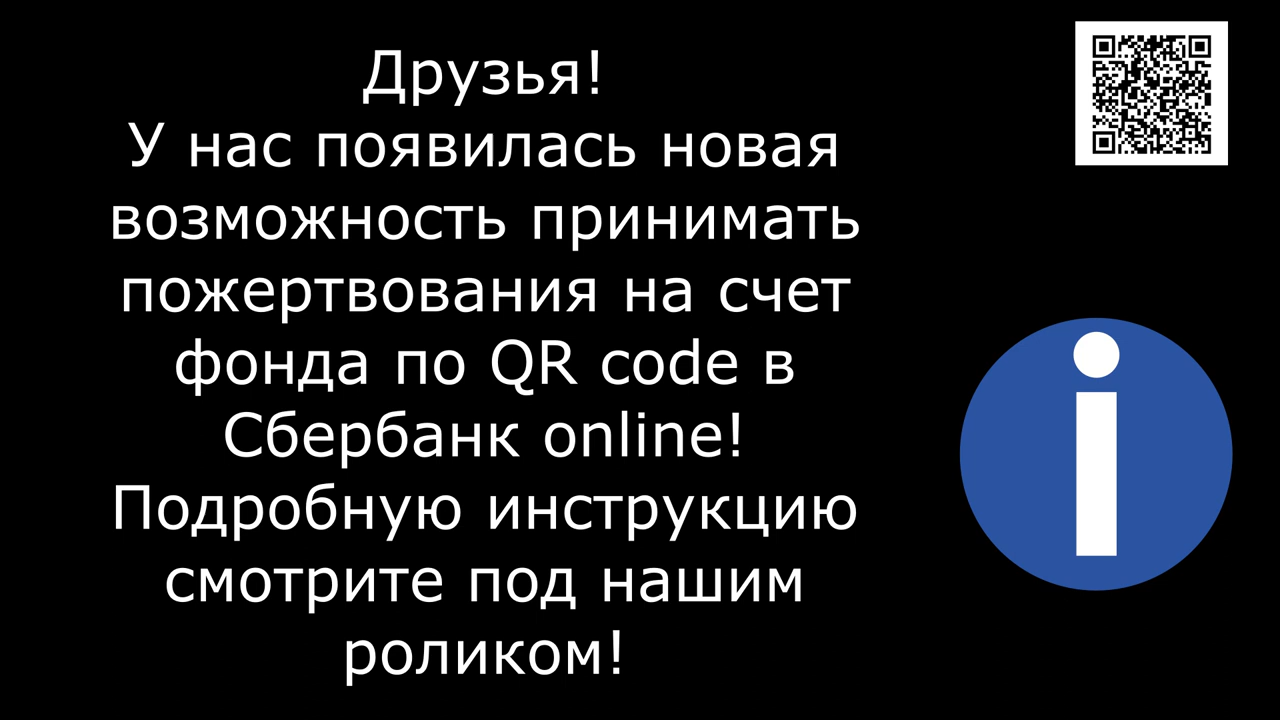 Друзья!
У нас появилась новая
возможность принимать
пожертвования на счет
фонда по QR code в
Сбербанк online!
Подробную инструкцию
смотрите под нашим
роликом!
i